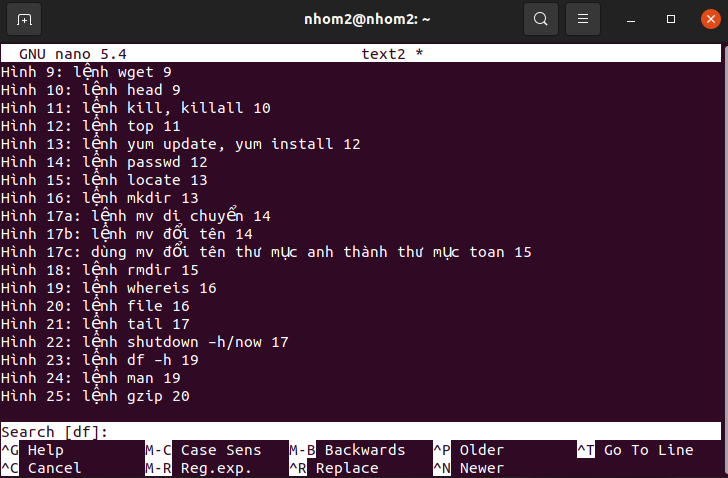 nhom2@nhom2: ~
GNU nano 5.4 text2 *
Hình 9: lệnh wget 9
Hình 10: lệnh head 9
Hình 11: lệnh kill, killall 10
Hình 12: lệnh top 11
Hình 13: lệnh yum update, yum install 12
Hình 14: lệnh passwd 12
Hình 15: lệnh locate 13
Hình 16: lệnh mkdir 13
Hình 17a: lệnh mv di chuyển 14
Hình 17b: lệnh mv đổi tên 14
Hình 17c: dùng mv đổi tên thư mục anh thành thư mục toan 15
Hình 18: lệnh rmdir 15
Hình 19: lệnh whereis 16
Hình 20: lệnh file 16
Hình 21: lệnh tail 17
Hình 22: lệnh shutdown –h/now 17
Hình 23: lệnh df –h 19
Hình 24: lệnh man 19
Hình 25: lệnh gzip 20
Search [df]:
^G Help M-C Case Sens M-B Backwards ^P Older ^T Go To Line
^C Cancel M-R Reg.exp. ^R Replace ^N Newer